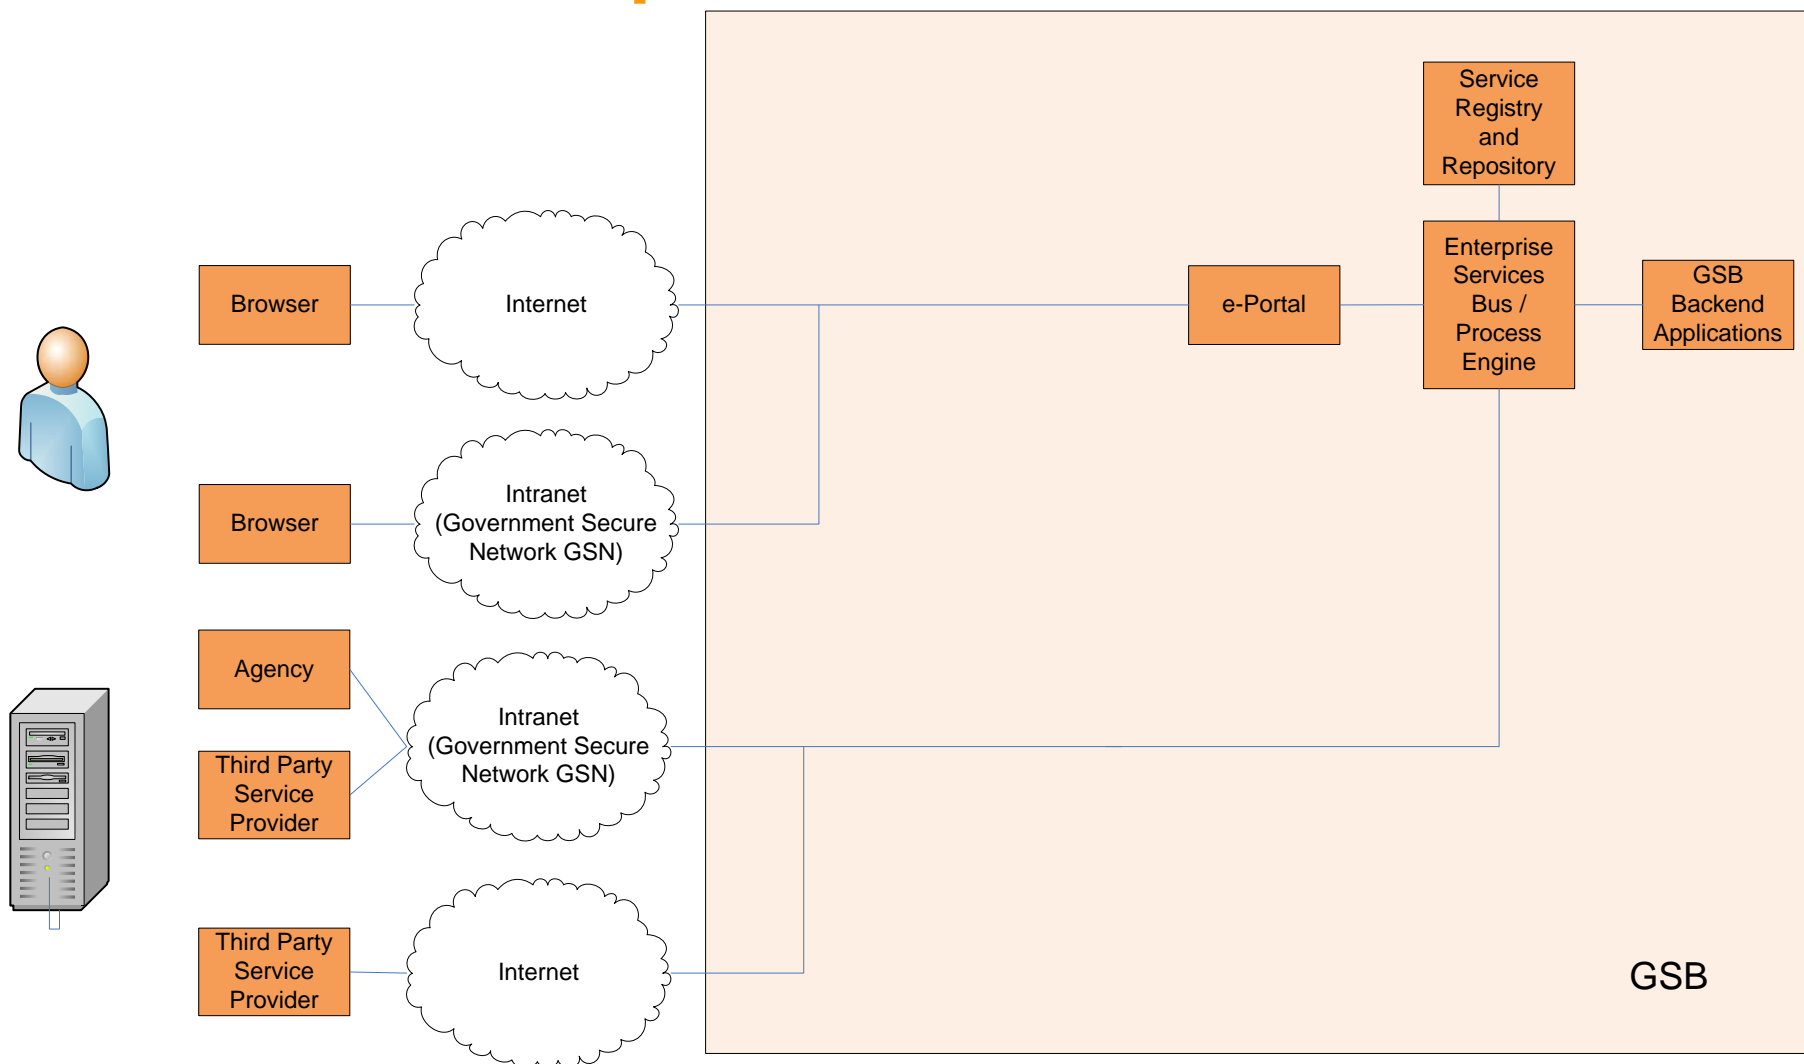 Service
Registry
and
Repository
Enterprise
Services
Bus /
Process
Engine
GSB
Backend
Applications
e-Portal
Browser
Internet
Browser
Intranet
(Government Secure
Network GSN)
Agency
Third Party
Service
Provider
Intranet
(Government Secure
Network GSN)
Third Party
Service
Provider
Internet
GSB